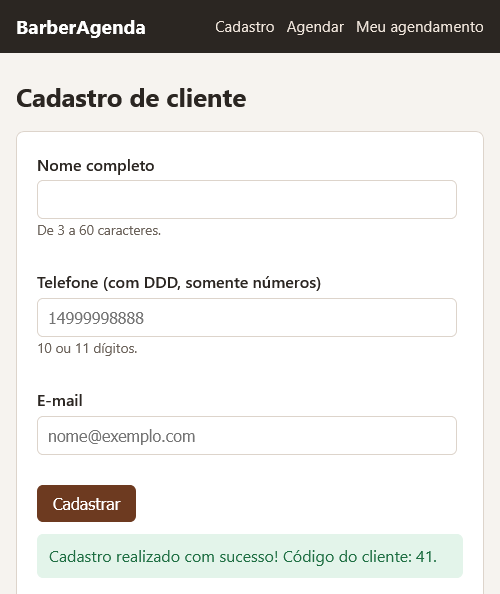 BarberAgenda Cadastro Agendar Meu agendamento
Cadastro de cliente
Nome completo
De 3 a 60 caracteres.
Telefone (com DDD, somente números)
14999998888
10 ou 11 dígitos.
E-mail
nome@exemplo.com
Cadastrar
Cadastro realizado com sucesso! Código do cliente: 41.